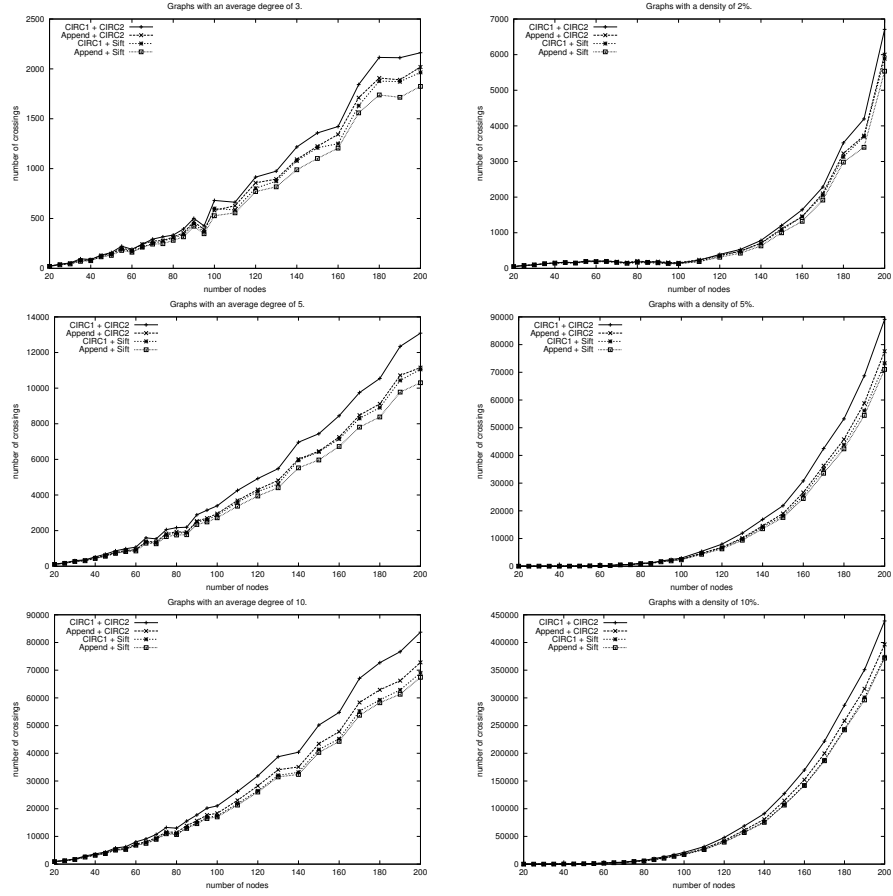 Graphs with an average degree of 3.
CIRC1 + CIRC2
Append + CIRC2
CIRC1 + Sift
Append + Sift
2500
2000
1500
1000
500
0
number of crossings
20 40 60 80 100 120 140 160 180 200
number of nodes
Graphs with a density of 2%.
CIRC1 + CIRC2
Append + CIRC2
CIRC1 + Sift
Append + Sift
7000
6000
5000
4000
3000
2000
1000
0
number of crossings
20 40 60 80 100 120 140 160 180 200
number of nodes
Graphs with an average degree of 5.
CIRC1 + CIRC2
Append + CIRC2
CIRC1 + Sift
Append + Sift
14000
12000
10000
8000
6000
4000
2000
0
number of crossings
20 40 60 80 100 120 140 160 180 200
number of nodes
Graphs with a density of 5%.
CIRC1 + CIRC2
Append + CIRC2
CIRC1 + Sift
Append + Sift
90000
80000
70000
60000
50000
40000
30000
20000
10000
0
number of crossings
20 40 60 80 100 120 140 160 180 200
number of nodes
Graphs with an average degree of 10.
CIRC1 + CIRC2
Append + CIRC2
CIRC1 + Sift
Append + Sift
90000
80000
70000
60000
50000
40000
30000
20000
10000
0
number of crossings
20 40 60 80 100 120 140 160 180 200
number of nodes
Graphs with a density of 10%.
CIRC1 + CIRC2
Append + CIRC2
CIRC1 + Sift
Append + Sift
450000
400000
350000
300000
250000
200000
150000
100000
50000
0
number of crossings
20 40 60 80 100 120 140 160 180 200
number of nodes